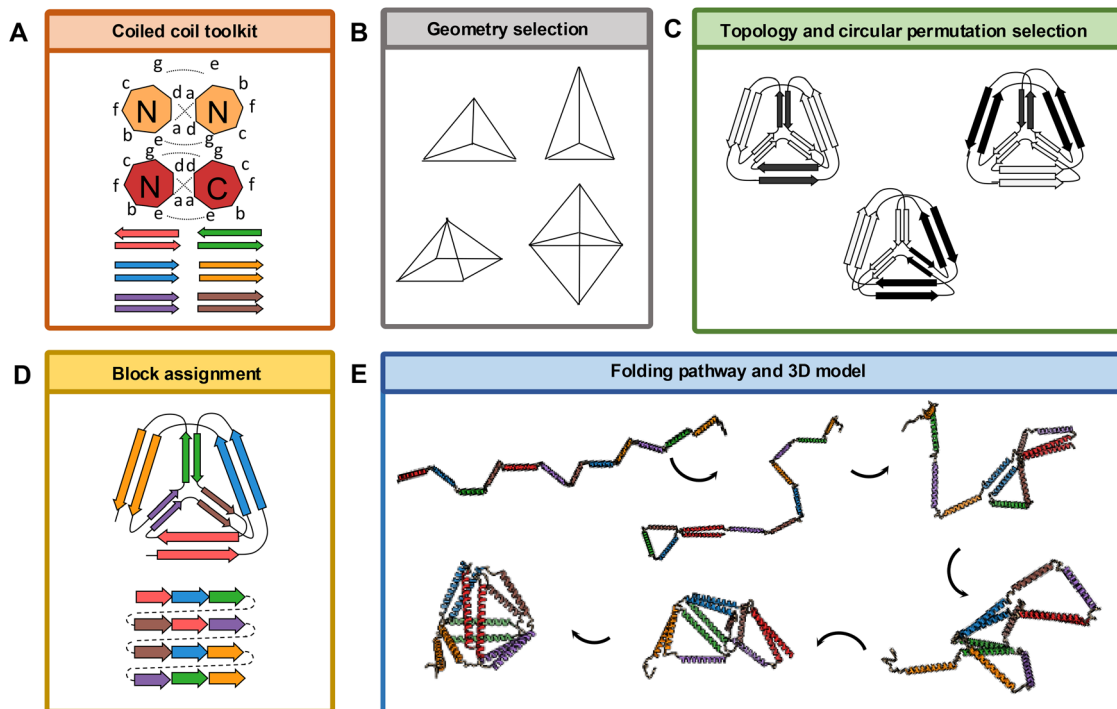 A
Coiled coil toolkit
g e
c b
d a
f N N f
a d
b e g c
c g g b
d d
f N C f
a a
b e e b
B
Geometry selection
C
Topology and circular permutation selection
D
Block assignment
E
Folding pathway and 3D model